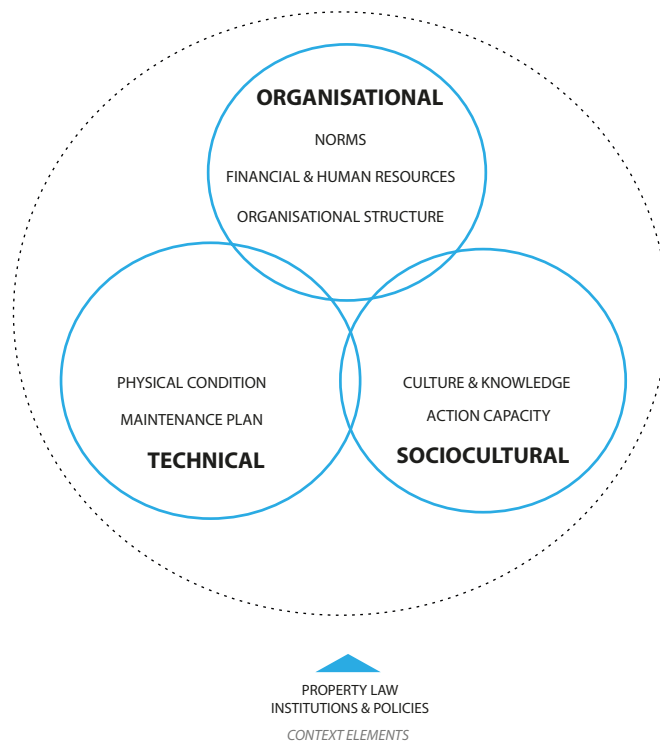 ORGANISATIONAL
NORMS
FINANCIAL & HUMAN RESOURCES
ORGANISATIONAL STRUCTURE
PHYSICAL CONDITION
MAINTENANCE PLAN
TECHNICAL
CULTURE & KNOWLEDGE
ACTION CAPACITY
SOCIOCULTURAL
PROPERTY LAW
INSTITUTIONS & POLICIES
CONTEXT ELEMENTS